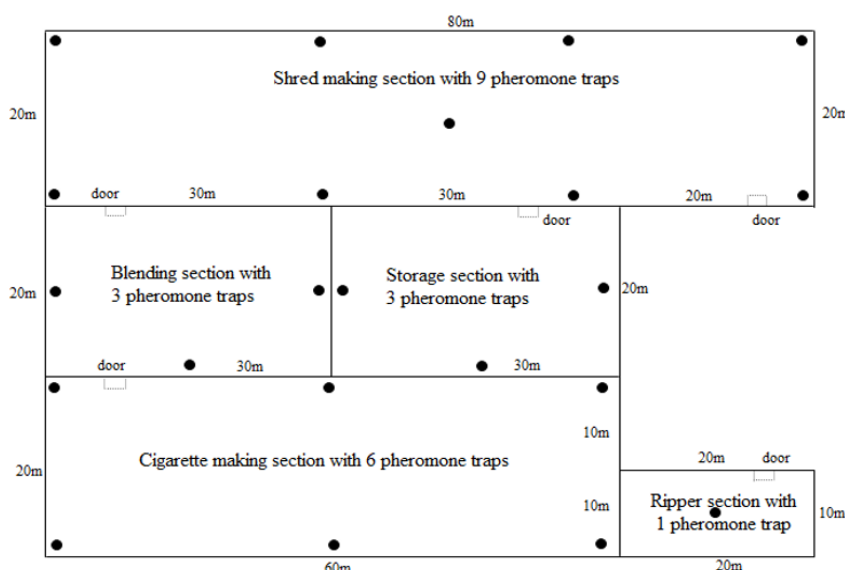 80m
Shred making section with 9 pheromone traps
20m
20m
door
30m
30m
20m
door
door
Blending section with
3 pheromone traps
Storage section with
3 pheromone traps
20m
20m
door
30m
30m
10m
Cigarette making section with 6 pheromone traps
20m
20m
door
10m
Ripper section with
1 pheromone trap
10m
60m
20m